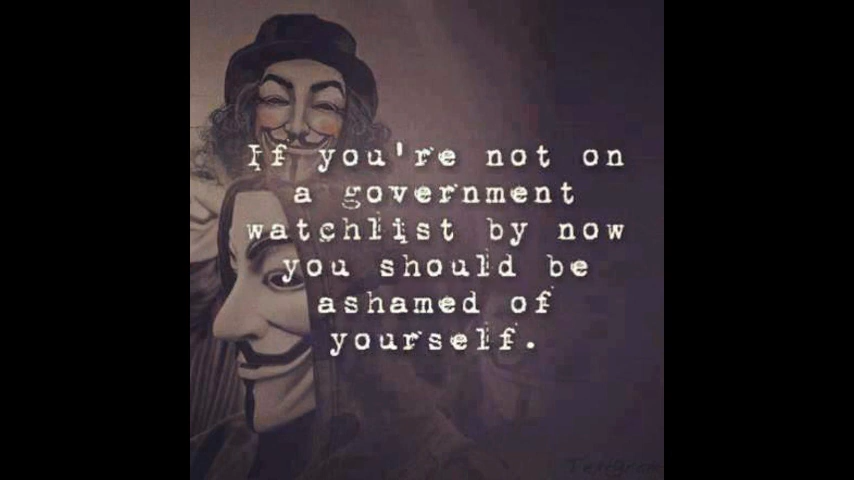 If you're not on
a government
watchlist by now
you should be
ashamed of
yourself.